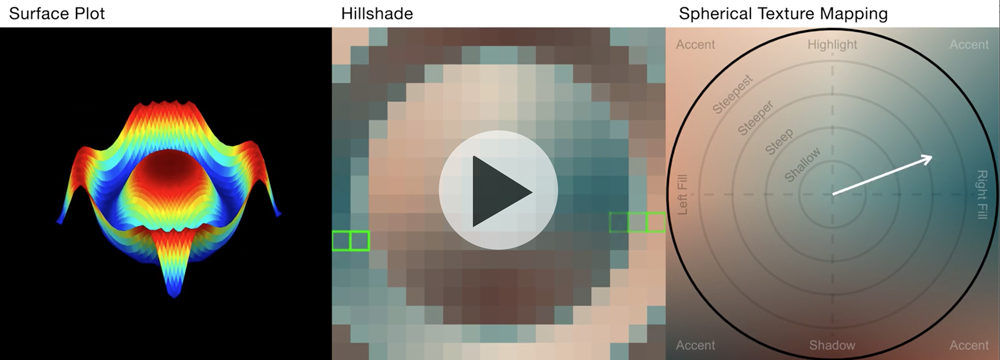 Surface Plot
Hillshade
Spherical Texture Mapping
Accent
Highlight
Accent
Steepest
Steeper
Steep
Shallow
Left Fill
Right Fill
Accent
Shadow
Accent